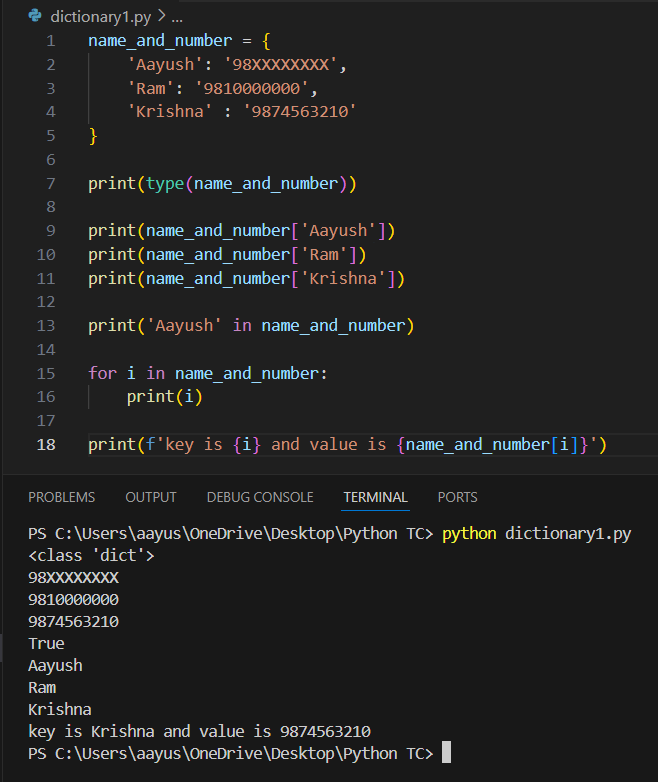 dictionary1.py > ...
1 name_and_number = {
2     'Aayush': '98XXXXXXXX',
3     'Ram': '9810000000',
4     'Krishna' : '9874563210'
5 }
6
7 print(type(name_and_number))
8
9 print(name_and_number['Aayush'])
10 print(name_and_number['Ram'])
11 print(name_and_number['Krishna'])
12
13 print('Aayush' in name_and_number)
14
15 for i in name_and_number:
16     print(i)
17
18 print(f'key is {i} and value is {name_and_number[i]}')
PROBLEMS OUTPUT DEBUG CONSOLE TERMINAL PORTS
PS C:\Users\aayus\OneDrive\Desktop\Python TC> python dictionary1.py
<class 'dict'>
98XXXXXXXX
9810000000
9874563210
True
Aayush
Ram
Krishna
key is Krishna and value is 9874563210
PS C:\Users\aayus\OneDrive\Desktop\Python TC>